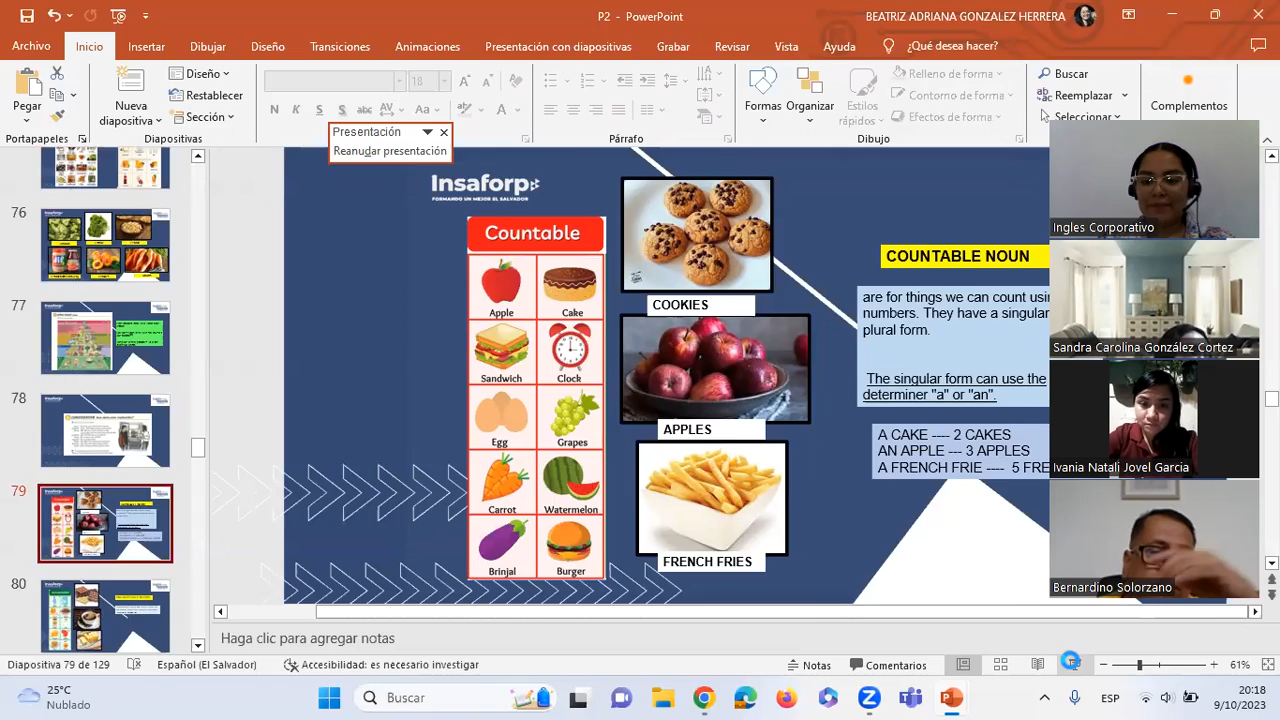 P2 - PowerPoint
BEATRIZ ADRIANA GONZALEZ HERRERA
Archivo Inicio Insertar Dibujar Diseño Transiciones Animaciones Presentación con diapositivas Grabar Revisar Vista Ayuda ¿Qué desea hacer?
Pegar
Portapapeles
Nueva
diapositiva
Diseño
Restablecer
Sección
Diapositivas
18
N K S S abc AV Aa A
Presentación
Reanudar presentación
Párrafo
Formas
Organizar
Estilos
rápidos
Relleno de forma
Contorno de forma
Efectos de forma
Dibujo
Buscar
Reemplazar
Seleccionar
Complementos
76
77
78
79
80
Insaforp
FORMANDO UN MEJOR EL SALVADOR
Countable
Apple Cake
Sandwich Clock
Egg Grapes
Carrot Watermelon
Brinjal Burger
COOKIES
APPLES
FRENCH FRIES
COUNTABLE NOUN
are for things we can count usin
numbers. They have a singular
plural form.
The singular form can use the
determiner "a" or "an".
A CAKE ---- 2 CAKES
AN APPLE --- 3 APPLES
A FRENCH FRIE ---- 5 FRE
Ingles Corporativo
Sandra Carolina González Cortez
Ivania Natali Jovel Garcia
Bernardino Solorzano
Haga clic para agregar notas
Diapositiva 79 de 129
Español (El Salvador)
Accesibilidad: es necesario investigar
Notas
Comentarios
61%
25°C
Nublado
Buscar
ESP
20:18
9/10/2023